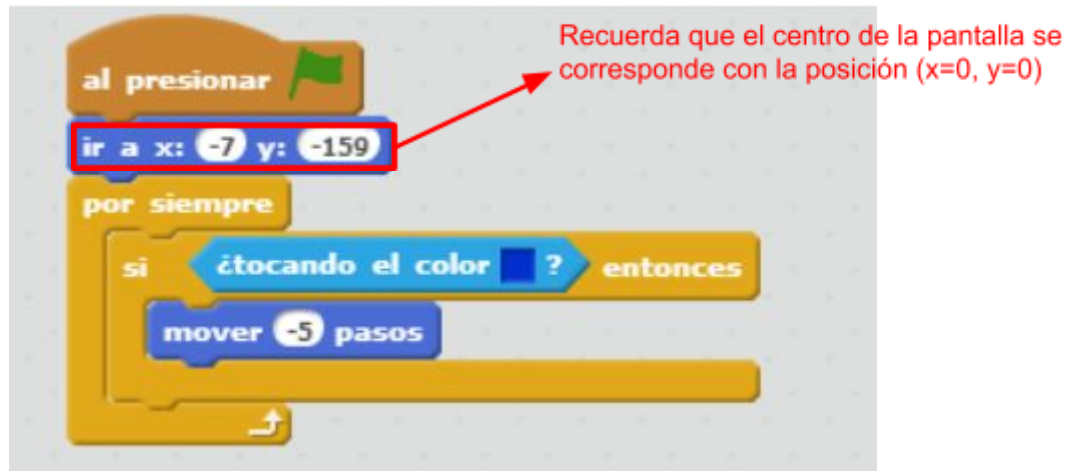 Recuerda que el centro de la pantalla se
corresponde con la posición (x=0, y=0)
al presionar
ir a x: -7 y: -159
por siempre
si ¿tocando el color ? entonces
mover -5 pasos